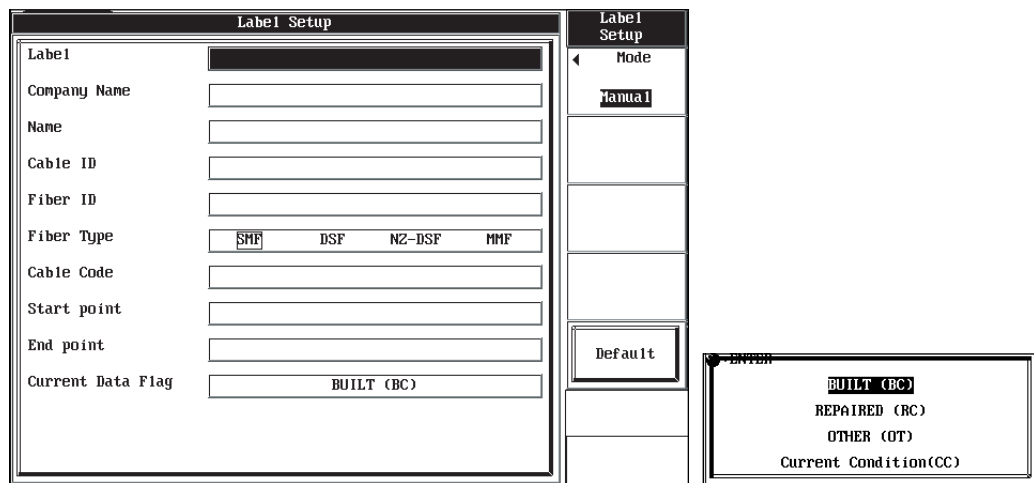 Label Setup
Label
Company Name
Name
Cable ID
Fiber ID
Fiber Type SMF DSF NZ-DSF MMF
Cable Code
Start point
End point
Current Data Flag BUILT (BC)
Label
Setup
Mode
Manual
Default
:ENTER
BUILT (BC)
REPAIRED (RC)
OTHER (OT)
Current Condition(CC)